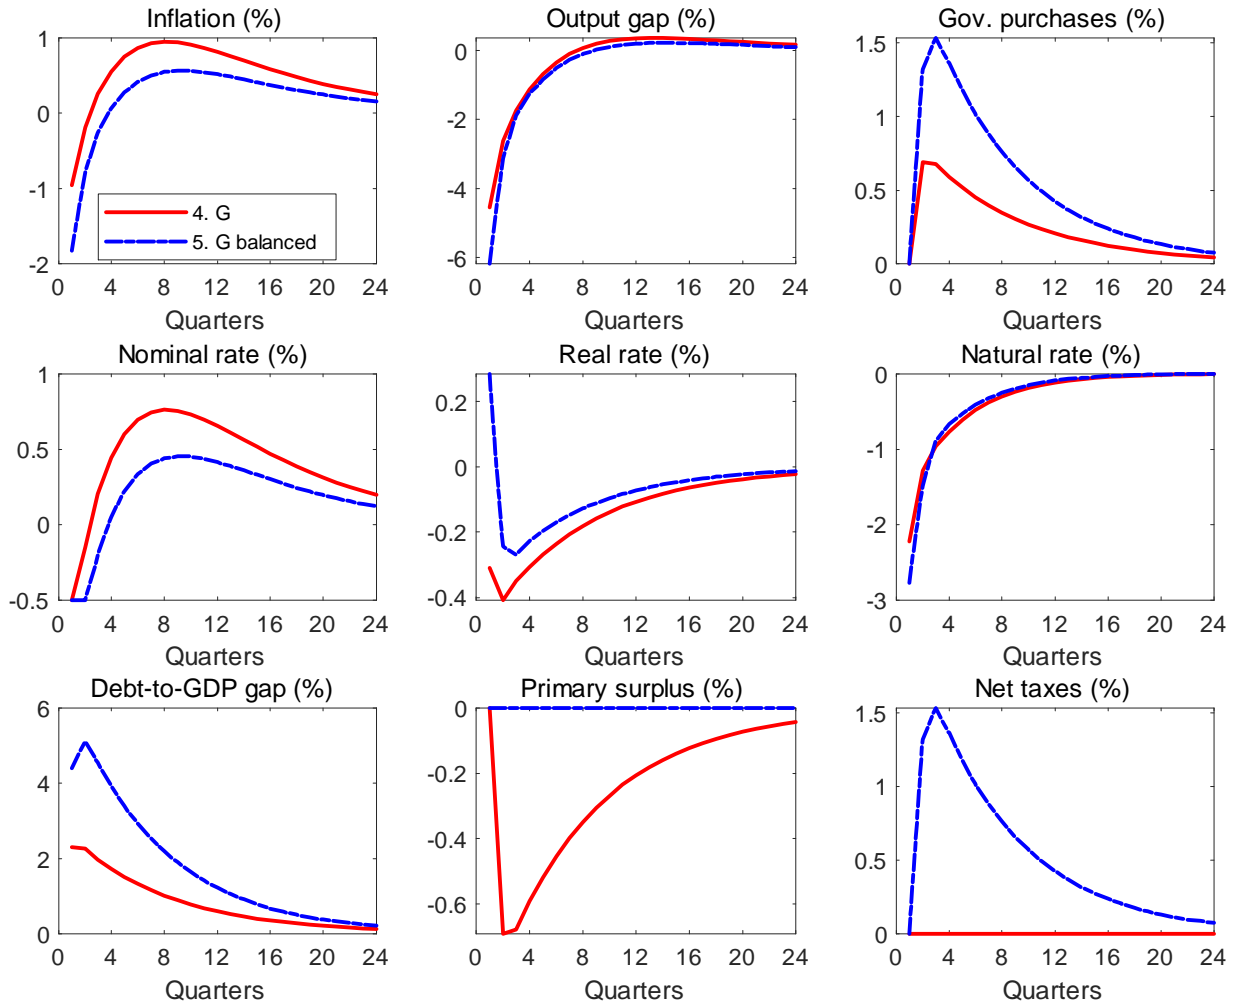 Inflation (%)
Output gap (%)
Gov. purchases (%)
1
0
-1
-2
4. G
5. G balanced
0 4 8 12 16 20 24
Quarters
0
-2
-4
-6
0 4 8 12 16 20 24
Quarters
1.5
1
0.5
0
0 4 8 12 16 20 24
Quarters
Nominal rate (%)
Real rate (%)
Natural rate (%)
1
0.5
0
-0.5
0 4 8 12 16 20 24
Quarters
0.2
0
-0.2
-0.4
0 4 8 12 16 20 24
Quarters
0
-1
-2
-3
0 4 8 12 16 20 24
Quarters
Debt-to-GDP gap (%)
Primary surplus (%)
Net taxes (%)
6
4
2
0
0 4 8 12 16 20 24
Quarters
0
-0.2
-0.4
-0.6
0 4 8 12 16 20 24
Quarters
1.5
1
0.5
0
0 4 8 12 16 20 24
Quarters